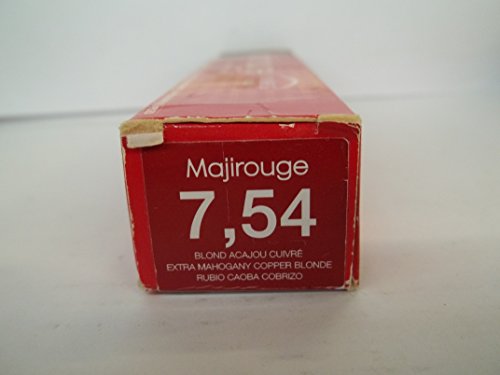 Majirouge
7,54
BLOND ACAJOU CUIVRÉ
EXTRA MAHOGANY COPPER BLONDE
RUBIO CAOBA COBRIZO